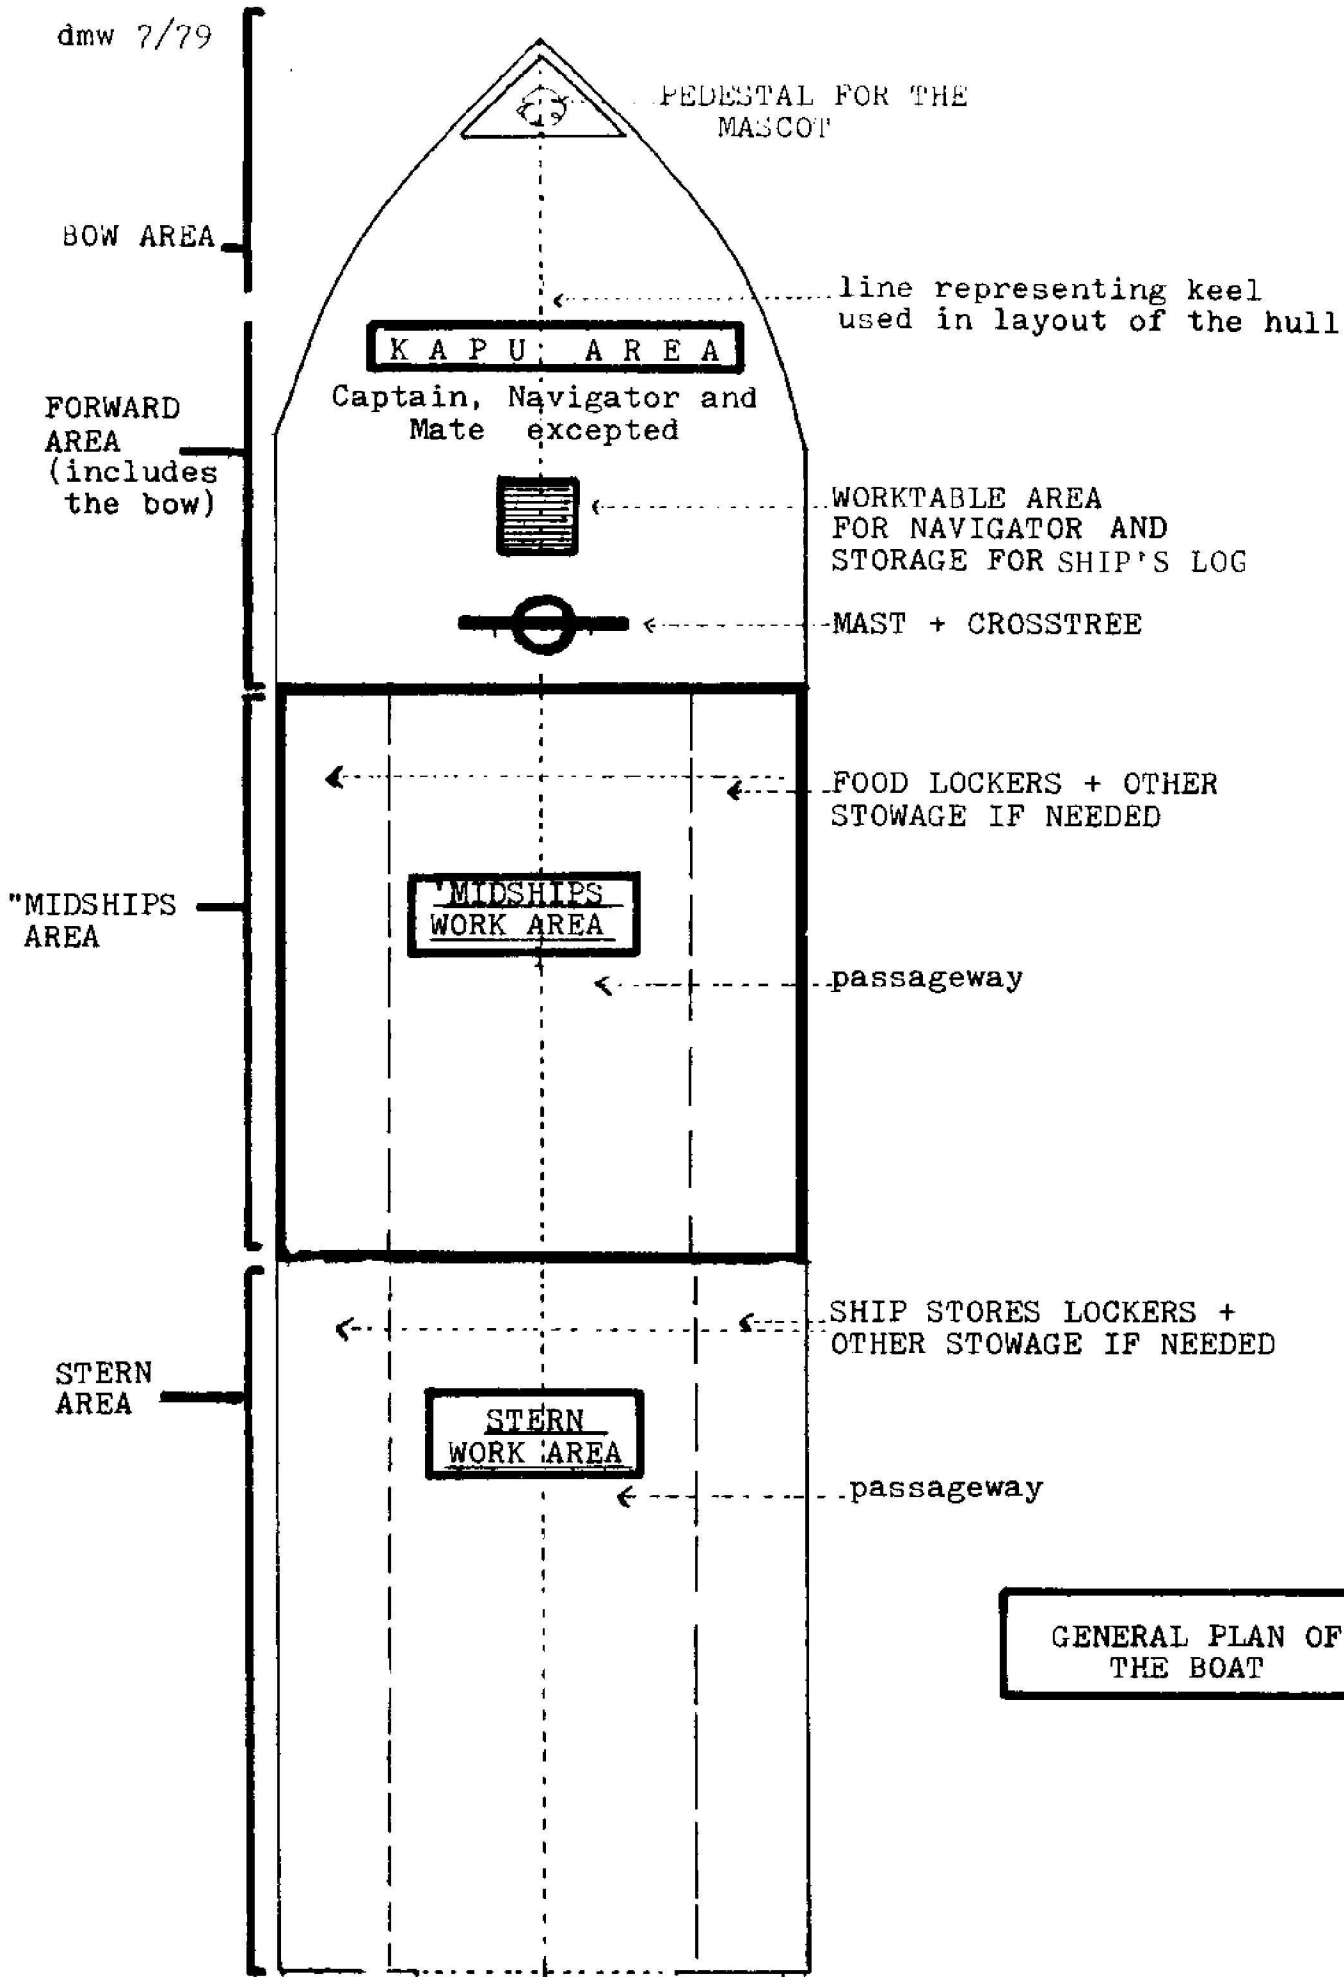 dmw 7/79
PEDESTAL FOR THE
MASCOT
BOW AREA
line representing keel
used in layout of the hull
K A P U   A R E A
Captain, Navigator and
Mate excepted
FORWARD
AREA
(includes
the bow)
WORKTABLE AREA
FOR NAVIGATOR AND
STORAGE FOR SHIP'S LOG
MAST + CROSSTREE
FOOD LOCKERS + OTHER
STOWAGE IF NEEDED
'MIDSHIPS
WORK AREA
"MIDSHIPS
AREA
passageway
SHIP STORES LOCKERS +
OTHER STOWAGE IF NEEDED
STERN
AREA
STERN
WORK AREA
passageway
GENERAL PLAN OF
THE BOAT